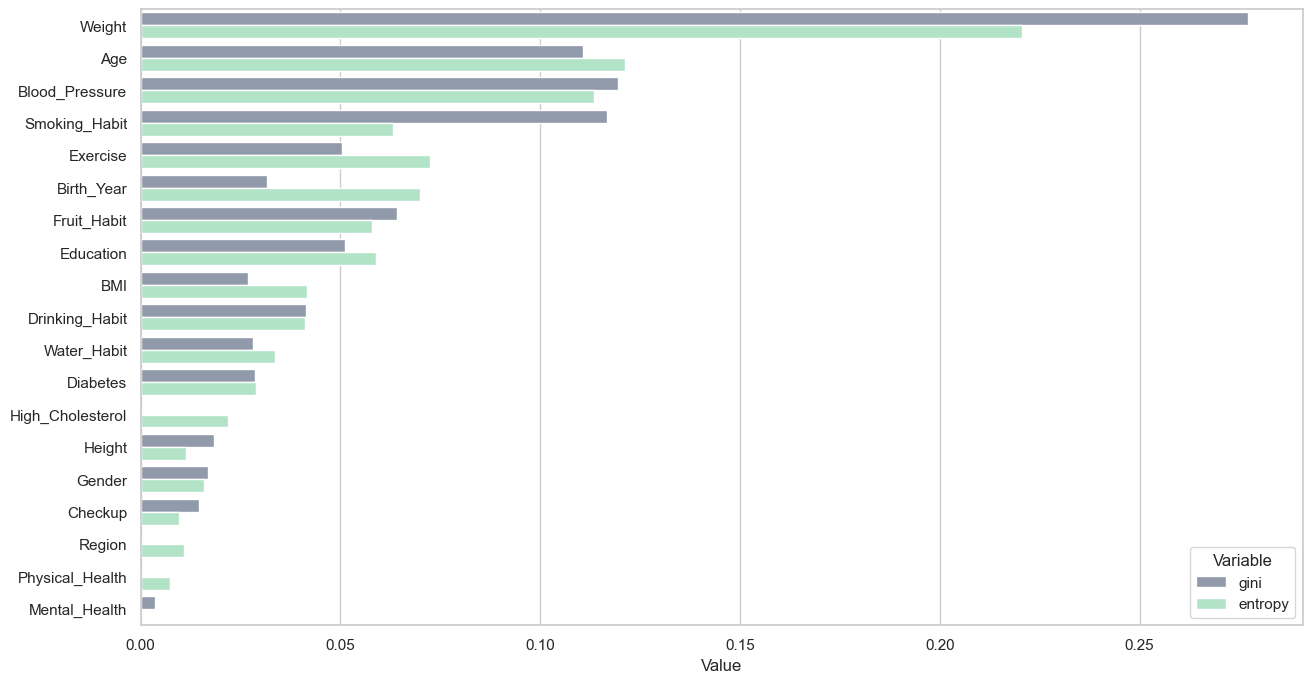 Weight
Age
Blood_Pressure
Smoking_Habit
Exercise
Birth_Year
Fruit_Habit
Education
BMI
Drinking_Habit
Water_Habit
Diabetes
High_Cholesterol
Height
Gender
Checkup
Region
Physical_Health
Mental_Health
Variable
gini
entropy
0.00 0.05 0.10 0.15 0.20 0.25
Value